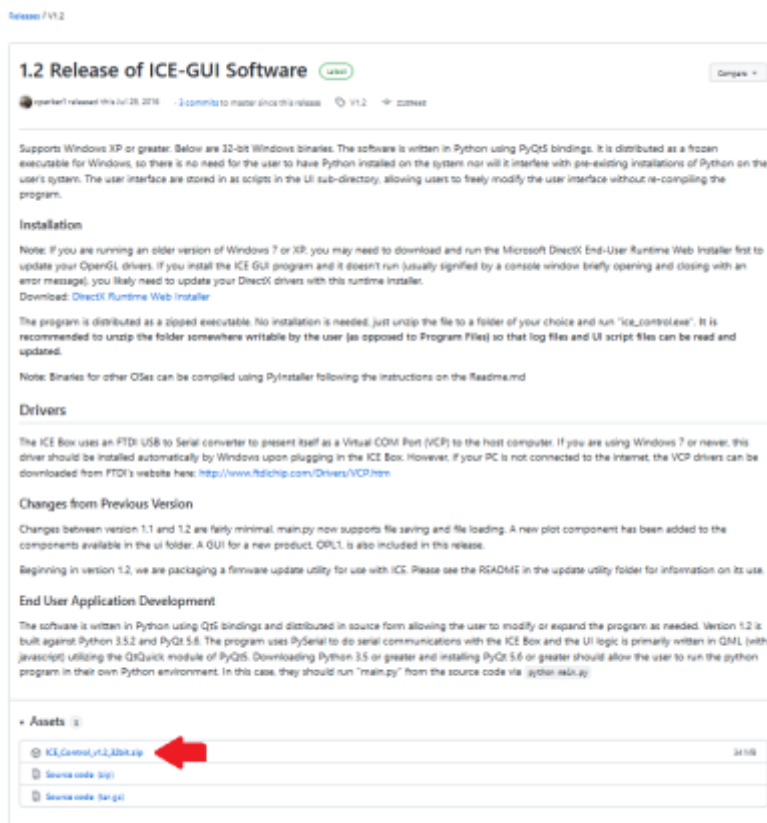 Releases / V1.2
1.2 Release of ICE-GUI Software Latest
Compare
released this Jul 28, 2016 · 3 commits to master since this release V1.2
Supports Windows XP or greater. Below are 32-bit Windows binaries. The software is written in Python using PyQt5 bindings. It is distributed as a frozen
executable for Windows, so there is no need for the user to have Python installed on the system nor will it interfere with pre-existing installations of Python on the
user's system. The user interface are stored in as scripts in the UI sub-directory, allowing users to freely modify the user interface without re-compiling the
program.
Installation
Note: If you are running an older version of Windows 7 or XP, you may need to download and run the Microsoft DirectX End-User Runtime Web Installer first to
update your OpenGL drivers. If you install the ICE GUI program and it doesn't run (usually signified by a console window briefly opening and closing with an
error message), you likely need to update your DirectX drivers with this runtime installer.
Download: DirectX Runtime Web Installer
The program is distributed as a zipped executable. No installation is needed, just unzip the file to a folder of your choice and run "ice_control.exe". It is
recommended to unzip the folder somewhere writable by the user (as opposed to Program Files) so that log files and UI script files can be read and
updated.
Note: Binaries for other OSes can be compiled using PyInstaller following the instructions on the Readme.md
Drivers
The ICE Box uses an FTDI USB to Serial converter to present itself as a Virtual COM Port (VCP) to the host computer. If you are using Windows 7 or newer, this
driver should be installed automatically by Windows upon plugging in the ICE Box. However, if your PC is not connected to the internet, the VCP drivers can be
downloaded from FTDI's website here: http://www.ftdichip.com/Drivers/VCP.htm
Changes from Previous Version
Changes between version 1.1 and 1.2 are fairly minimal. main.py now supports file saving and file loading. A new plot component has been added to the
components available in the ui folder. A GUI for a new product, OPL1, is also included in this release.
Beginning in version 1.2, we are packaging a firmware update utility for use with ICE. Please see the README in the update utility folder for information on its use.
End User Application Development
The software is written in Python using Qt5 bindings and distributed in source form allowing the user to modify or expand the program as needed. Version 1.2 is
built against Python 3.5.2 and PyQt 5.6. The program uses PySerial to do serial communications with the ICE Box and the UI logic is primarily written in QML (with
javascript) utilizing the QtQuick module of PyQt5. Downloading Python 3.5 or greater and installing PyQt 5.6 or greater should allow the user to run the python
program in their own Python environment. In this case, they should run "main.py" from the source code via python main.py
Assets 3
ICE_Control_v1.2_32bit.zip
Source code (zip)
Source code (tar.gz)